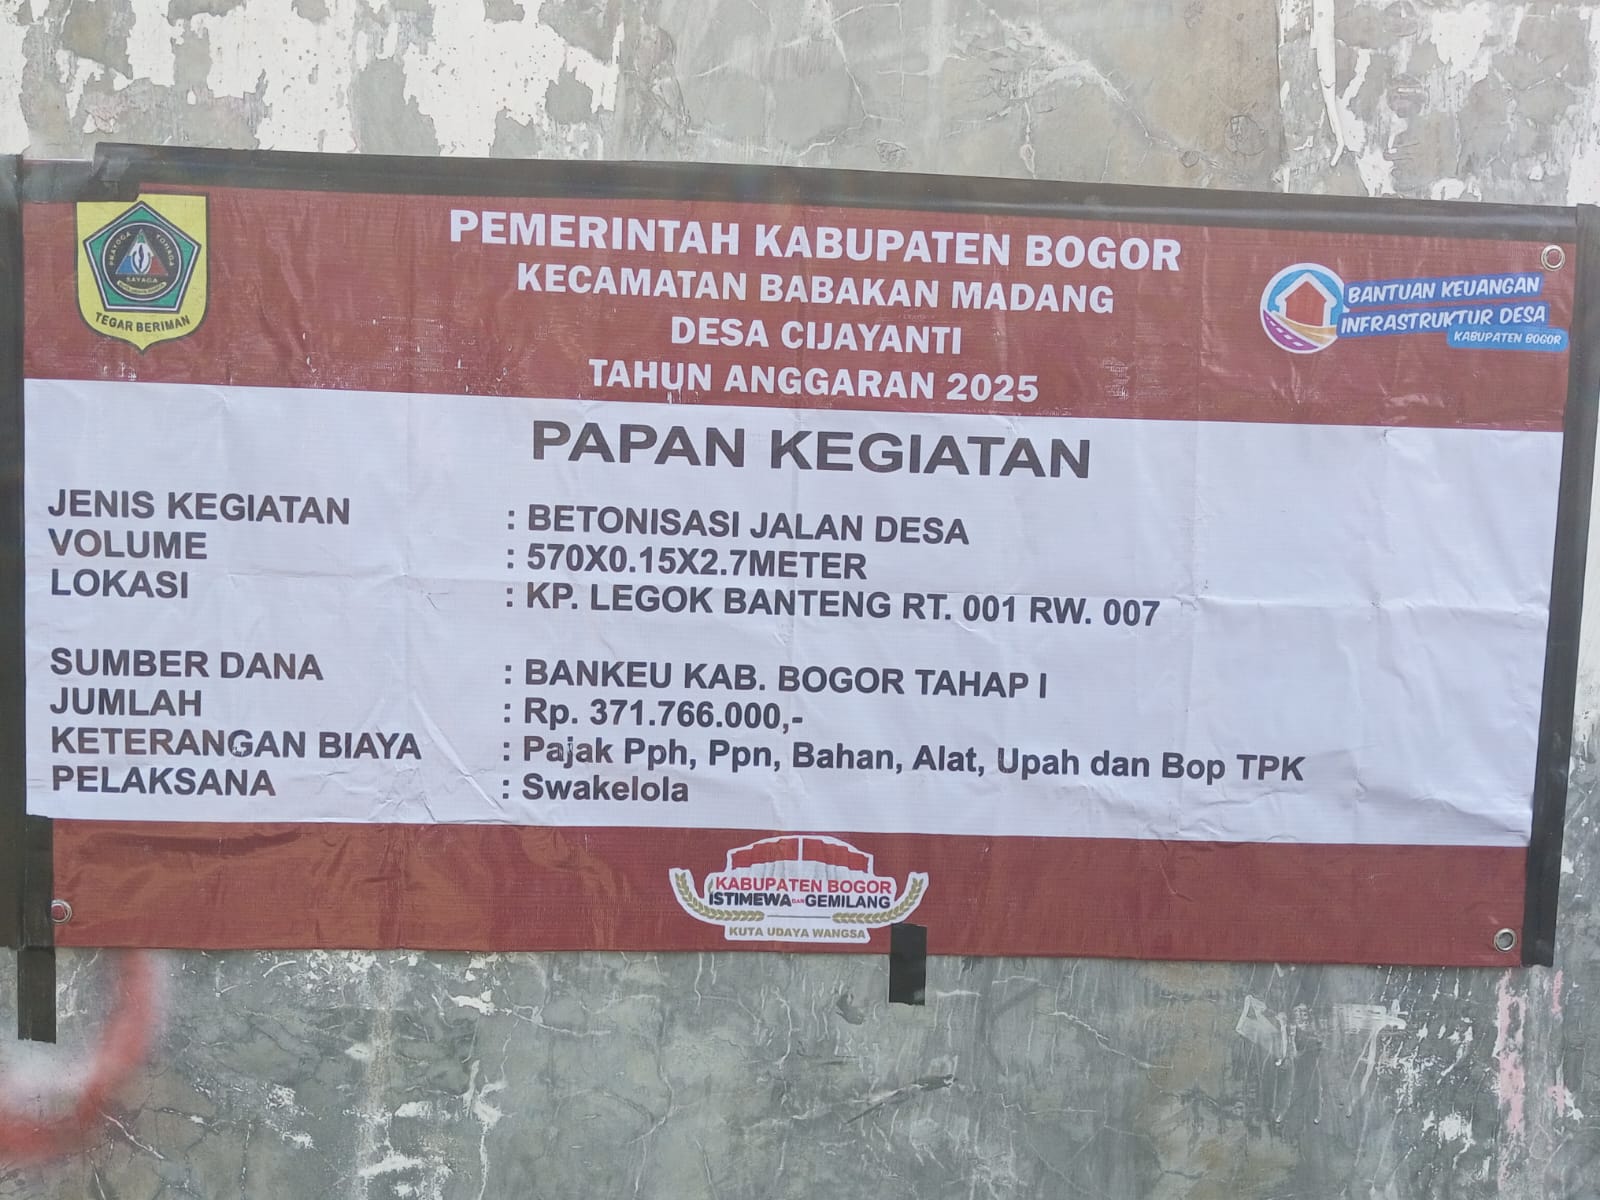 PEMERINTAH KABUPATEN BOGOR
KECAMATAN BABAKAN MADANG
DESA CIJAYANTI
TAHUN ANGGARAN 2025
PRAYOGA TOHAGA
SAYAGA
TEGAR BERIMAN
BANTUAN KEUANGAN
INFRASTRUKTUR DESA
KABUPATEN BOGOR
PAPAN KEGIATAN
JENIS KEGIATAN : BETONISASI JALAN DESA
VOLUME : 570X0.15X2.7METER
LOKASI : KP. LEGOK BANTENG RT. 001 RW. 007
SUMBER DANA : BANKEU KAB. BOGOR TAHAP I
JUMLAH : Rp. 371.766.000,-
KETERANGAN BIAYA : Pajak Pph, Ppn, Bahan, Alat, Upah dan Bop TPK
PELAKSANA : Swakelola
KABUPATEN BOGOR
ISTIMEWA DAN GEMILANG
KUTA UDAYA WANGSA